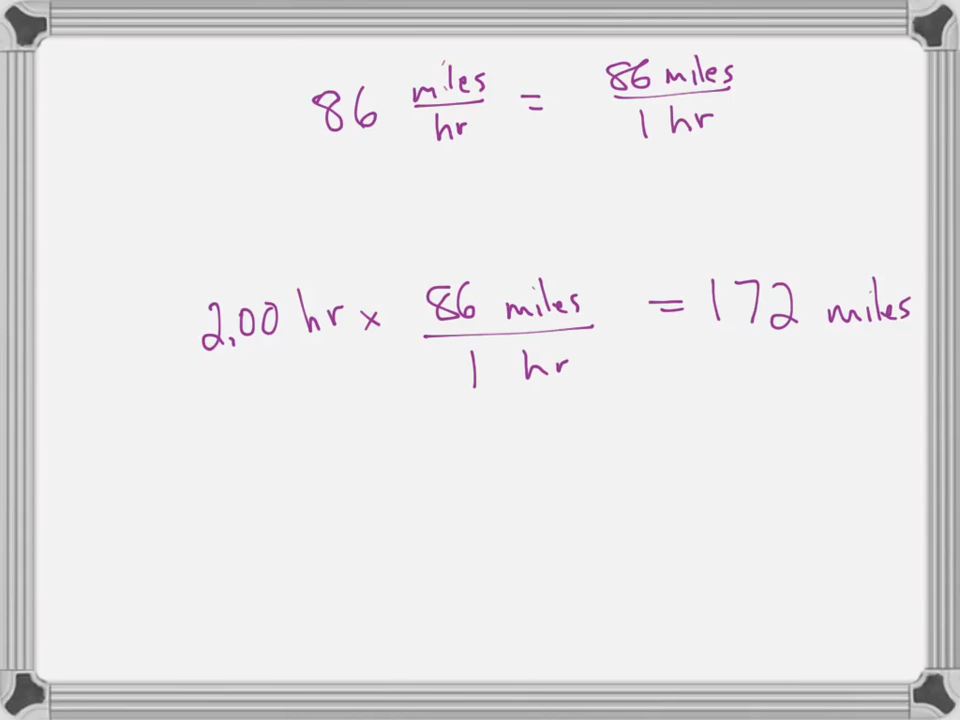 86 miles/hr = 86 miles/1 hr
2.00 hr x 86 miles/1 hr = 172 miles